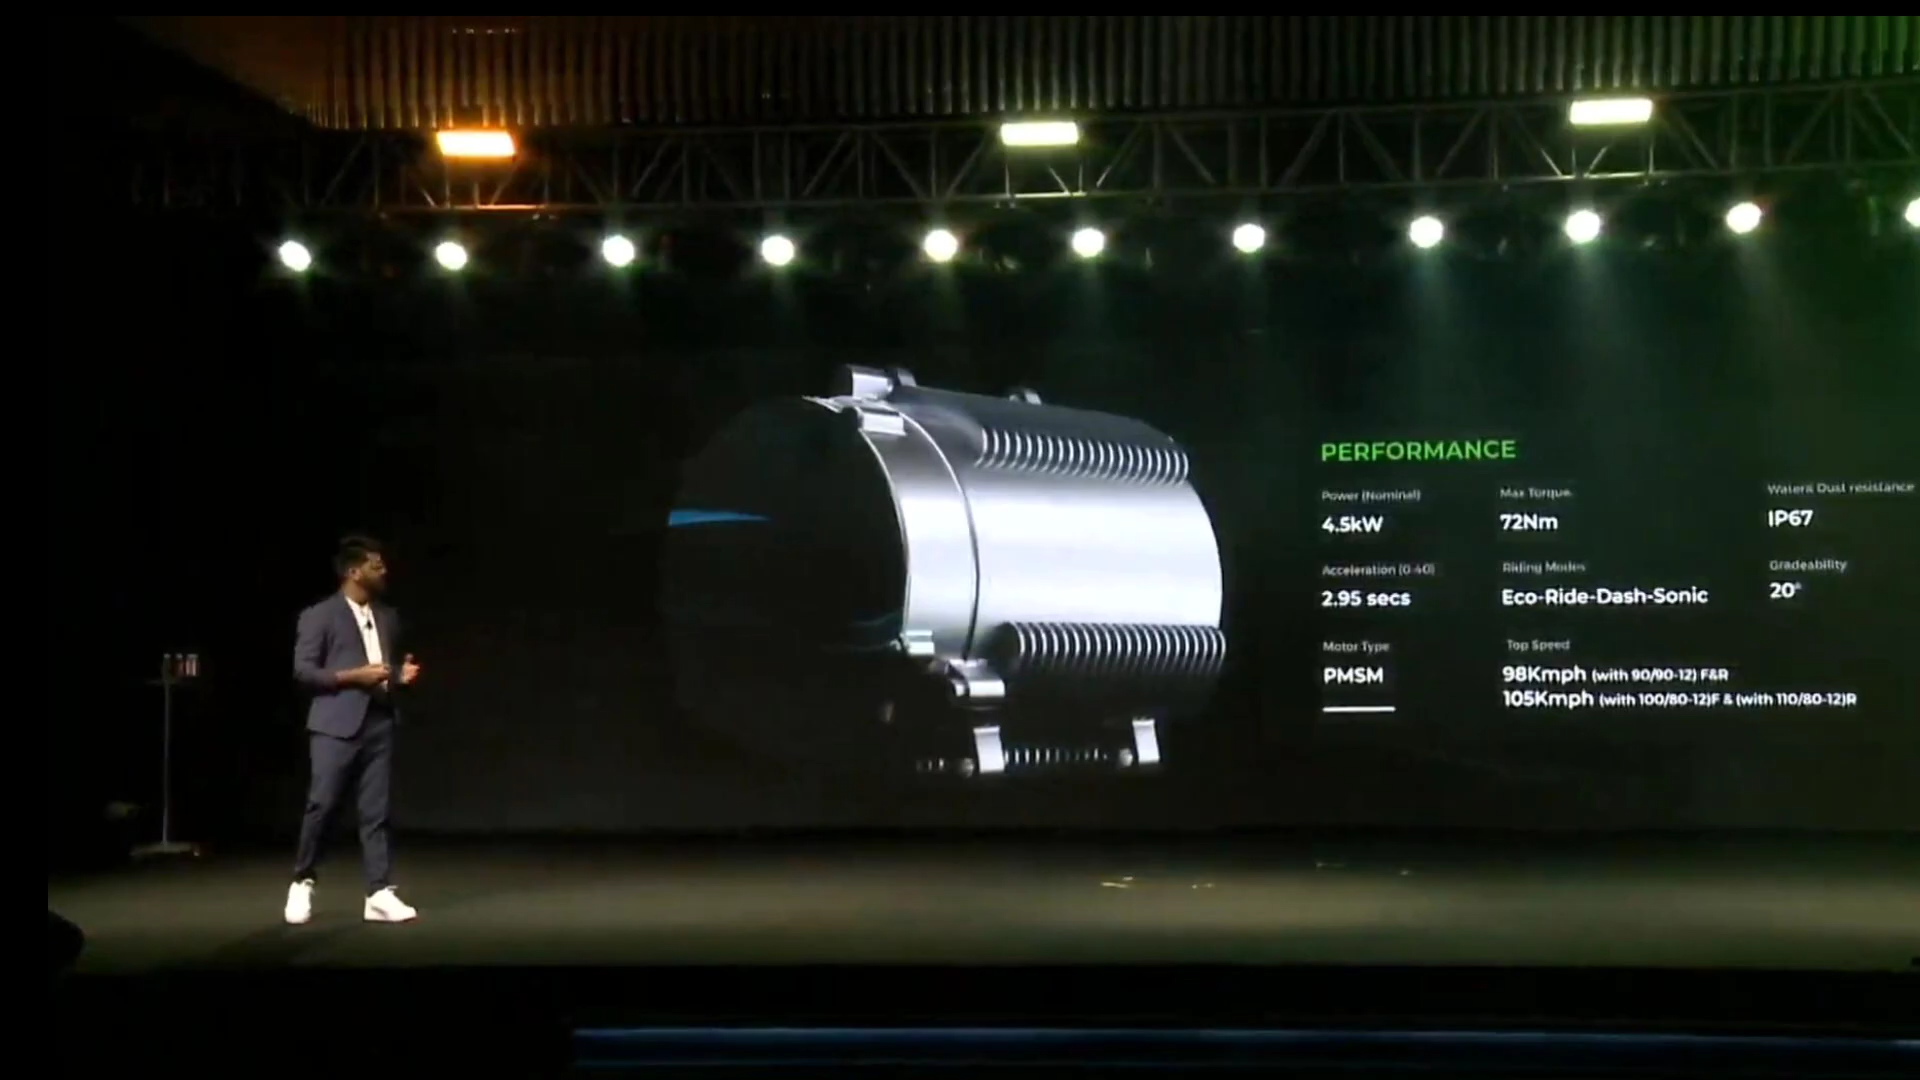 PERFORMANCE
Power (Nominal)
4.5kW
Max Torque
72Nm
Water& Dust resistance
IP67
Acceleration (0-40)
2.95 secs
Riding Modes
Eco-Ride-Dash-Sonic
Gradeability
20°
Motor Type
PMSM
Top Speed
98Kmph (with 90/90-12) F&R
105Kmph (with 100/80-12)F & (with 110/80-12)R